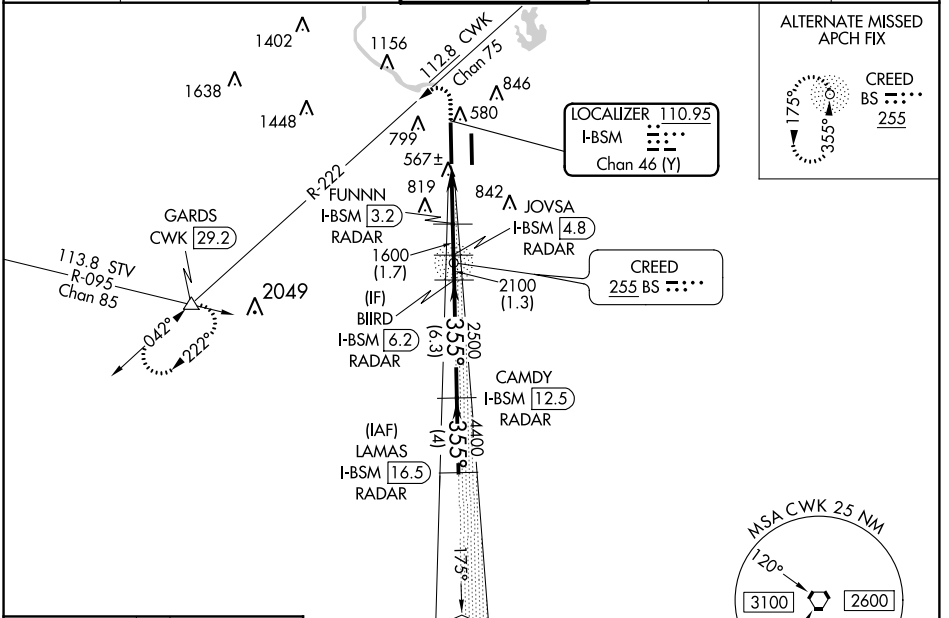 1402
1156
1638
1448
112.8 CWK
Chan 75
846
580
799
567±
819
842
R-222
LOCALIZER 110.95
I-BSM
Chan 46 (Y)
ALTERNATE MISSED
APCH FIX
175°
355°
CREED
BS
255
FUNNN
I-BSM 3.2
RADAR
JOVSA
I-BSM 4.8
RADAR
GARDS
CWK 29.2
113.8 STV
R-095
Chan 85
2049
042°
222°
1600
(1.7)
2100
(1.3)
CREED
255 BS
(IF)
BIIRD
I-BSM 6.2
RADAR
355°
(6.3)
2500
CAMDY
I-BSM 12.5
RADAR
355°
(4)
4400
(IAF)
LAMAS
I-BSM 16.5
RADAR
175°
MSA CWK 25 NM
120°
3100
2600